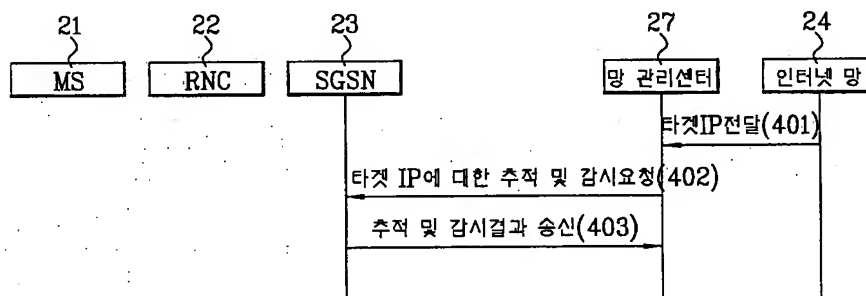 21 22 23 27 24
MS RNC SGSN 망 관리센터 인터넷 망
타겟IP전달(401)
타겟 IP에 대한 추적 및 감시요청(402)
추적 및 감시결과 송신(403)